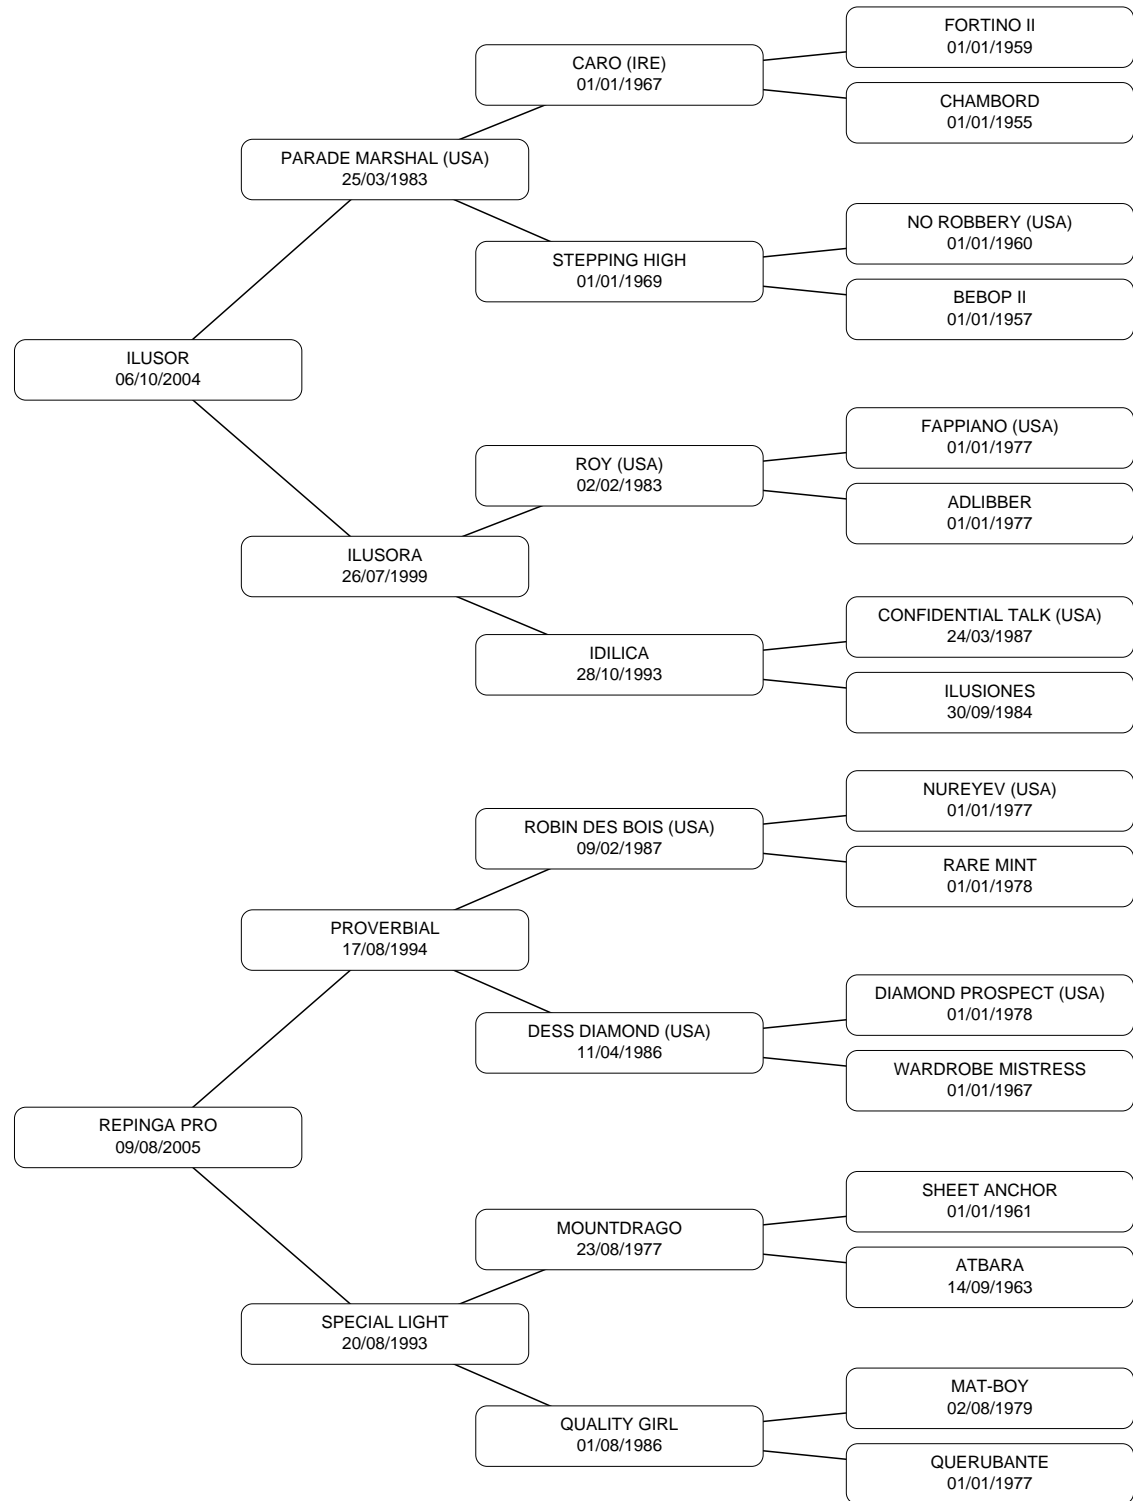 FORTINO II
01/01/1959
CARO (IRE)
01/01/1967
CHAMBORD
01/01/1955
PARADE MARSHAL (USA)
25/03/1983
NO ROBBERY (USA)
01/01/1960
STEPPING HIGH
01/01/1969
BEBOP II
01/01/1957
ILUSOR
06/10/2004
FAPPIANO (USA)
01/01/1977
ROY (USA)
02/02/1983
ADLIBBER
01/01/1977
ILUSORA
26/07/1999
CONFIDENTIAL TALK (USA)
24/03/1987
IDILICA
28/10/1993
ILUSIONES
30/09/1984
NUREYEV (USA)
01/01/1977
ROBIN DES BOIS (USA)
09/02/1987
RARE MINT
01/01/1978
PROVERBIAL
17/08/1994
DIAMOND PROSPECT (USA)
01/01/1978
DESS DIAMOND (USA)
11/04/1986
WARDROBE MISTRESS
01/01/1967
REPINGA PRO
09/08/2005
SHEET ANCHOR
01/01/1961
MOUNTDRAGO
23/08/1977
ATBARA
14/09/1963
SPECIAL LIGHT
20/08/1993
MAT-BOY
02/08/1979
QUALITY GIRL
01/08/1986
QUERUBANTE
01/01/1977